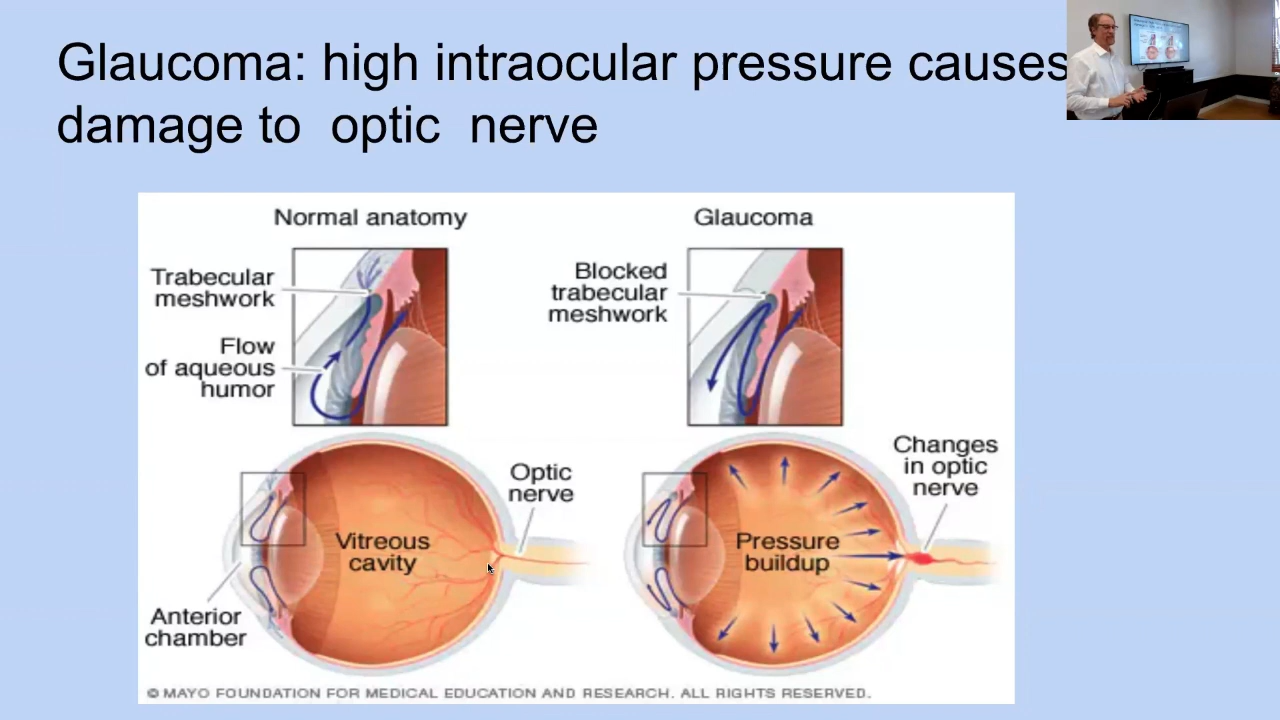 Glaucoma: high intraocular pressure causes
damage to optic nerve
Normal anatomy
Glaucoma
Trabecular
meshwork
Flow
of aqueous
humor
Blocked
trabecular
meshwork
Optic
nerve
Vitreous
cavity
Anterior
chamber
Changes
in optic
nerve
Pressure
buildup
© MAYO FOUNDATION FOR MEDICAL EDUCATION AND RESEARCH. ALL RIGHTS RESERVED.